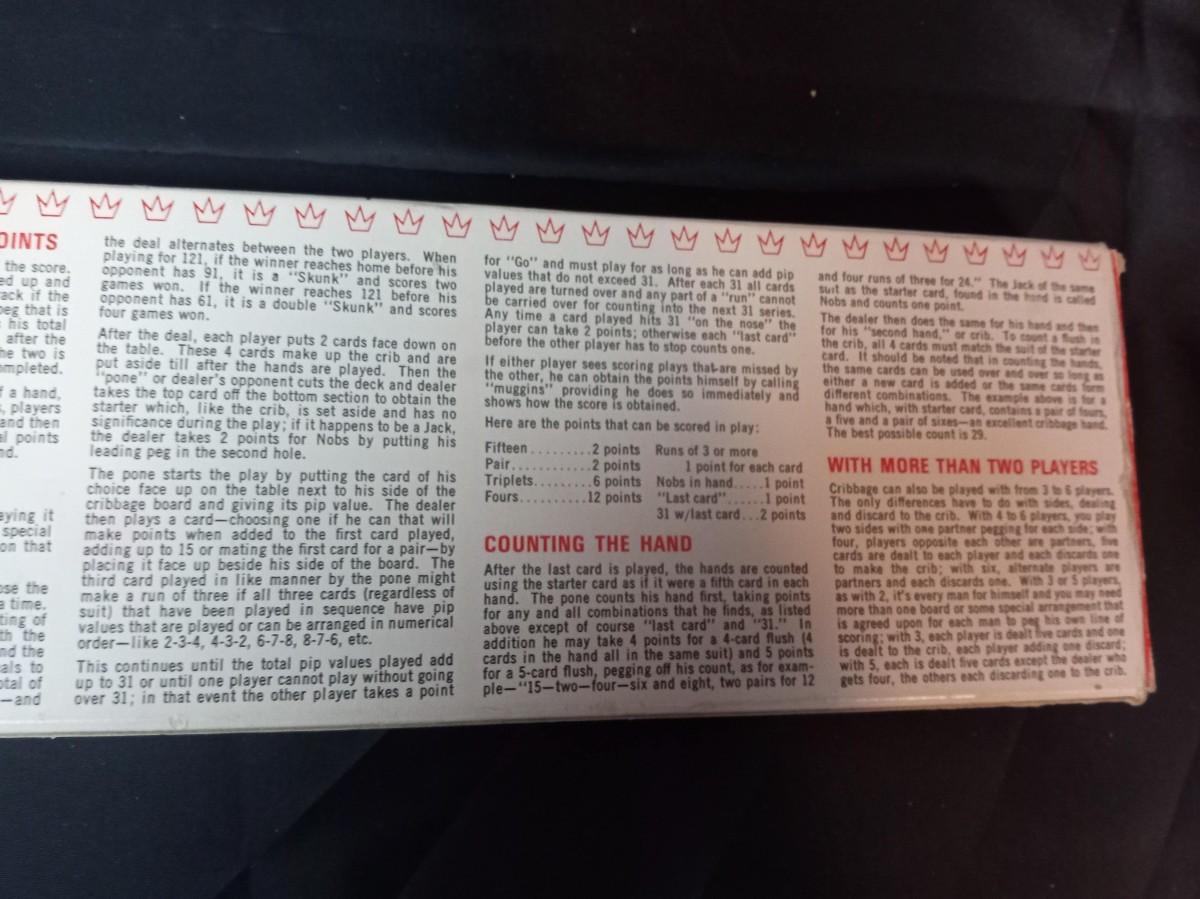 OINTS
the score.
ed up and
ack if the
peg that is
his total
after the
he two is
ompleted.
f a hand,
, players
and then
al points
nd.
aying it
special
on that
ose the
a time.
ting of
th the
nd the
als to
otal of
—and
the deal alternates between the two players. When
playing for 121, if the winner reaches home before his
opponent has 91, it is a "Skunk" and scores two
games won. If the winner reaches 121 before his
opponent has 61, it is a double "Skunk" and scores
four games won.
After the deal, each player puts 2 cards face down on
the table. These 4 cards make up the crib and are
put aside till after the hands are played. Then the
"pone" or dealer's opponent cuts the deck and dealer
takes the top card off the bottom section to obtain the
starter which, like the crib, is set aside and has no
significance during the play; if it happens to be a Jack,
the dealer takes 2 points for Nobs by putting his
leading peg in the second hole.
The pone starts the play by putting the card of his
choice face up on the table next to his side of the
cribbage board and giving its pip value. The dealer
then plays a card—choosing one if he can that will
make points when added to the first card played,
adding up to 15 or mating the first card for a pair—by
placing it face up beside his side of the board. The
third card played in like manner by the pone might
make a run of three if all three cards (regardless of
suit) that have been played in sequence have pip
values that are played or can be arranged in numerical
order—like 2-3-4, 4-3-2, 6-7-8, 8-7-6, etc.
This continues until the total pip values played add
up to 31 or until one player cannot play without going
over 31; in that event the other player takes a point
for "Go" and must play for as long as he can add pip
values that do not exceed 31. After each 31 all cards
played are turned over and any part of a "run" cannot
be carried over for counting into the next 31 series.
Any time a card played hits 31 "on the nose" the
player can take 2 points; otherwise each "last card"
before the other player has to stop counts one.
If either player sees scoring plays that are missed by
the other, he can obtain the points himself by calling
"muggins" providing he does so immediately and
shows how the score is obtained.
Here are the points that can be scored in play:
Fifteen.........2 points Runs of 3 or more
Pair............2 points 1 point for each card
Triplets.........6 points Nobs in hand.....1 point
Fours..........12 points "Last card".....1 point
31 w/last card...2 points
COUNTING THE HAND
After the last card is played, the hands are counted
using the starter card as if it were a fifth card in each
hand. The pone counts his hand first, taking points
for any and all combinations that he finds, as listed
above except of course "last card" and "31." In
addition he may take 4 points for a 4-card flush (4
cards in the hand all in the same suit) and 5 points
for a 5-card flush, pegging off his count, as for exam-
ple—"15—two—four—six and eight, two pairs for 12
and four runs of three for 24." The Jack of the same
suit as the starter card, found in the hand is called
Nobs and counts one point.
The dealer then does the same for his hand and then
for his "second hand," or crib. To count a flush in
the crib, all 4 cards must match the suit of the starter
card. It should be noted that in counting the hands,
the same cards can be used over and over so long as
either a new card is added or the same cards form
different combinations. The example above is for a
hand which, with starter card, contains a pair of fours,
a five and a pair of sixes—an excellent cribbage hand.
The best possible count is 29.
WITH MORE THAN TWO PLAYERS
Cribbage can also be played with from 3 to 6 players.
The only differences have to do with sides, dealing
and discard to the crib. With 4 to 6 players, you play
two sides with one partner pegging for each side; with
four, players opposite each other are partners, five
cards are dealt to each player and each discards one
to make the crib; with six, alternate players are
partners and each discards one. With 3 or 5 players,
as with 2, it's every man for himself and you may need
more than one board or some special arrangement that
is agreed upon for each man to peg his own line of
scoring; with 3, each player is dealt five cards and one
is dealt to the crib, each player adding one discard;
with 5, each is dealt five cards except the dealer who
gets four, the others each discarding one to the crib.